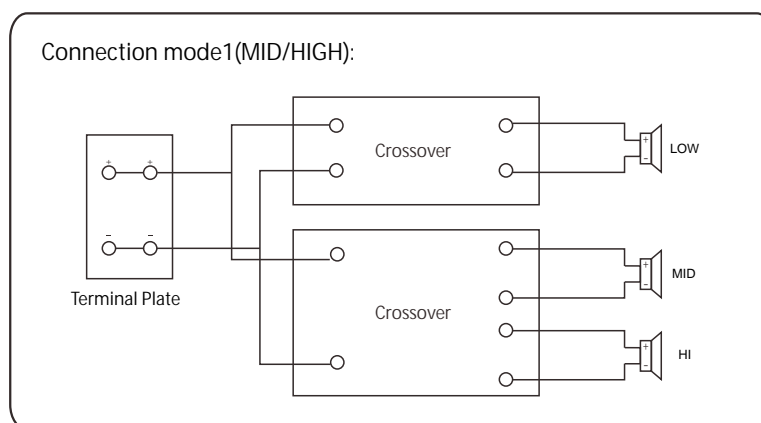 Connection mode1(MID/HIGH):
Crossover
+
-
LOW
+ +
- -
Terminal Plate
Crossover
+
-
MID
+
-
HI